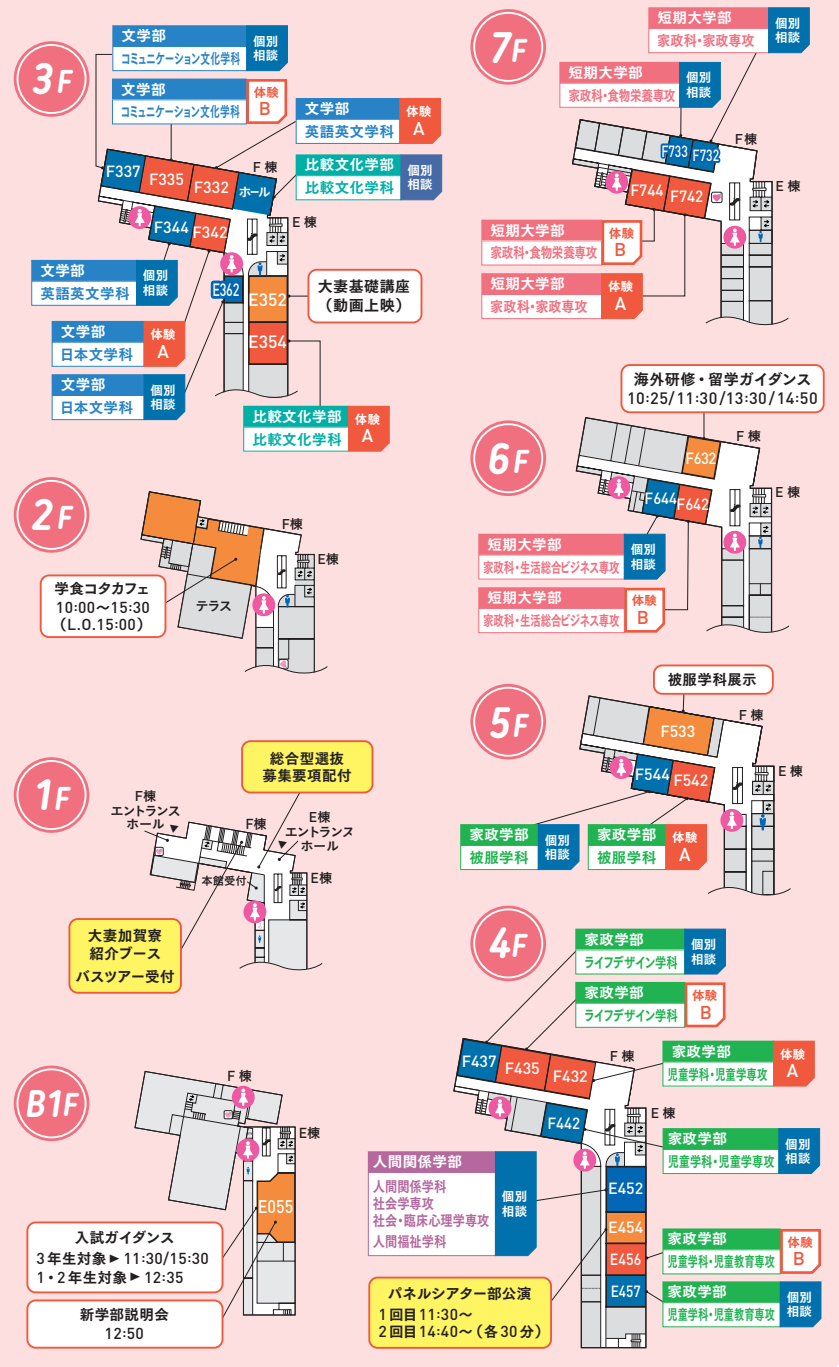 3F
文学部
コミュニケーション文化学科
個別
相談
文学部
コミュニケーション文化学科
体験
B
文学部
英語英文学科
体験
A
比較文化学部
比較文化学科
個別
相談
F棟
E棟
F337
F335
F332
ホール
F344
F342
E362
E352
E354
大妻基礎講座
（動画上映）
文学部
英語英文学科
個別
相談
文学部
日本文学科
体験
A
文学部
日本文学科
個別
相談
比較文化学部
比較文化学科
体験
A
2F
F棟
E棟
テラス
学食コタカフェ
10:00〜15:30
（L.O.15:00）
1F
総合型選抜
募集要項配付
F棟
エントランス
ホール
F棟
E棟
エントランス
ホール
E棟
本館受付
大妻加賀寮
紹介ブース
バスツアー受付
B1F
F棟
E棟
E055
入試ガイダンス
3年生対象▶11:30/15:30
1・2年生対象▶12:35
新学部説明会
12:50
7F
短期大学部
家政科・家政専攻
個別
相談
短期大学部
家政科・食物栄養専攻
個別
相談
F棟
E棟
F733
F732
F744
F742
短期大学部
家政科・食物栄養専攻
体験
B
短期大学部
家政科・家政専攻
体験
A
6F
海外研修・留学ガイダンス
10:25/11:30/13:30/14:50
F棟
E棟
F632
F644
F642
短期大学部
家政科・生活総合ビジネス専攻
個別
相談
短期大学部
家政科・生活総合ビジネス専攻
体験
B
5F
被服学科展示
F棟
E棟
F533
F544
F542
家政学部
被服学科
個別
相談
家政学部
被服学科
体験
A
4F
家政学部
ライフデザイン学科
個別
相談
家政学部
ライフデザイン学科
体験
B
F棟
E棟
F437
F435
F432
F442
家政学部
児童学科・児童学専攻
体験
A
家政学部
児童学科・児童学専攻
個別
相談
人間関係学部
人間関係学科
社会学専攻
社会・臨床心理学専攻
人間福祉学科
個別
相談
E452
E454
E456
E457
家政学部
児童学科・児童教育専攻
体験
B
家政学部
児童学科・児童教育専攻
個別
相談
パネルシアター部公演
1回目11:30〜
2回目14:40〜（各30分）